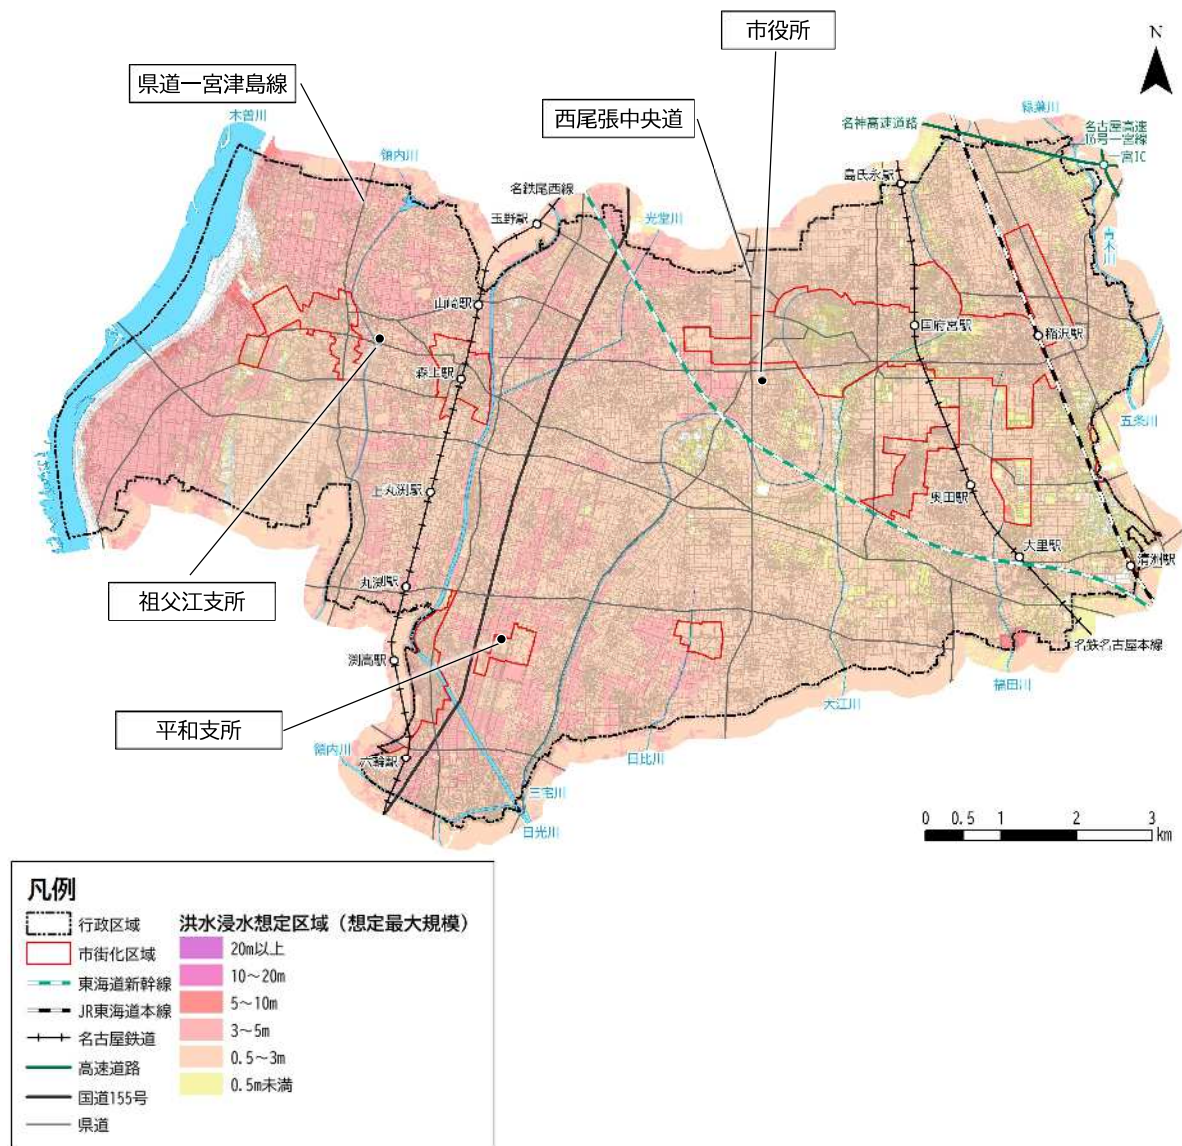 市役所
N
県道一宮津島線
西尾張中央道
木曽川
領内川
名神高速道路
緑葉川
名古屋高速
16号一宮線
一宮IC
名鉄尾西線
玉野駅
光堂川
島氏永駅
青木川
山崎駅
国府宮駅
稲沢駅
森上駅
五条川
上丸渕駅
奥田駅
大里駅
清洲駅
丸渕駅
祖父江支所
渕高駅
名鉄名古屋本線
福田川
平和支所
大江川
領内川
六輪駅
日比川
三宅川
日光川
0 0.5 1 2 3
km
凡例
行政区域
市街化区域
東海道新幹線
JR東海道本線
名古屋鉄道
高速道路
国道155号
県道
洪水浸水想定区域（想定最大規模）
20m以上
10～20m
5～10m
3～5m
0.5～3m
0.5m未満